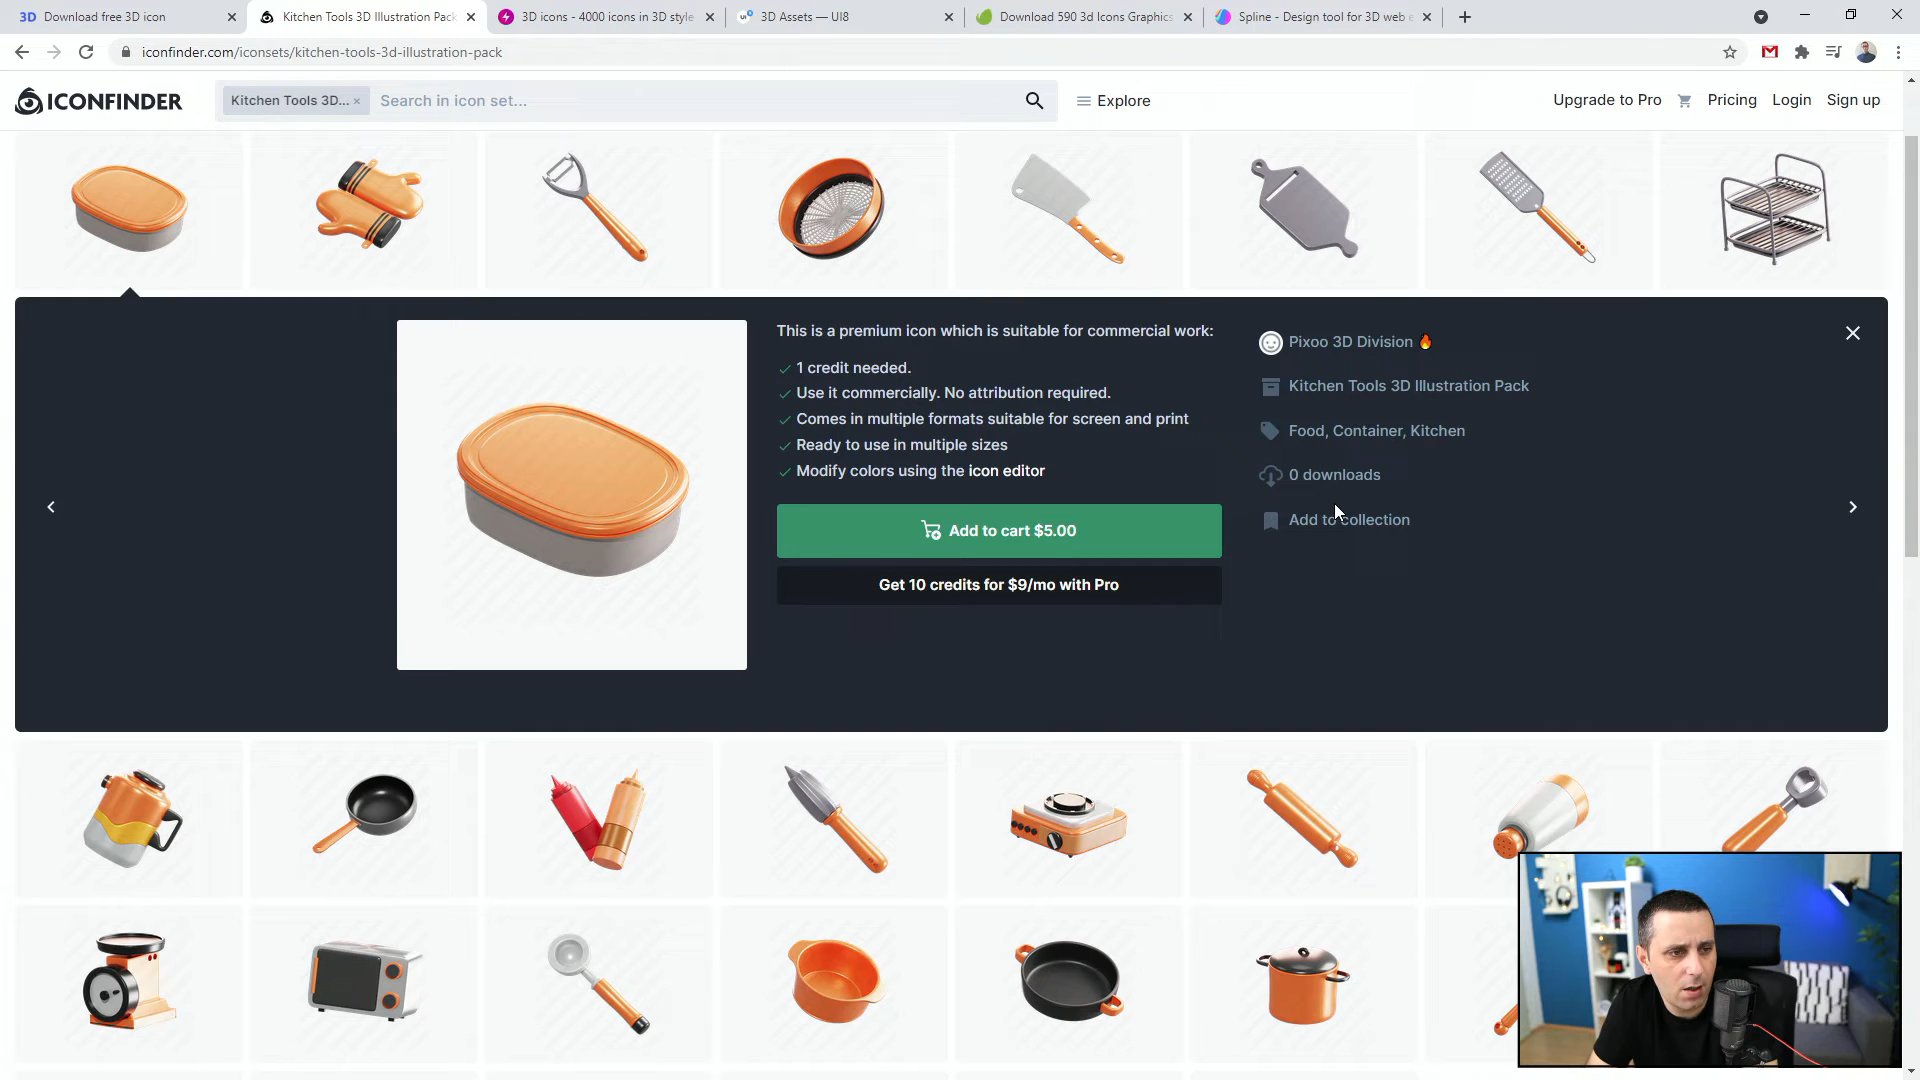 3D Download free 3D icon
Kitchen Tools 3D Illustration Pack
3D icons - 4000 icons in 3D style
3D Assets — UI8
Download 590 3d Icons Graphics
Spline - Design tool for 3D web e
iconfinder.com/iconsets/kitchen-tools-3d-illustration-pack
ICONFINDER
Kitchen Tools 3D... ×
Search in icon set...
Explore
Upgrade to Pro
Pricing
Login
Sign up
This is a premium icon which is suitable for commercial work:
1 credit needed.
Use it commercially. No attribution required.
Comes in multiple formats suitable for screen and print
Ready to use in multiple sizes
Modify colors using the icon editor
Add to cart $5.00
Get 10 credits for $9/mo with Pro
Pixoo 3D Division
Kitchen Tools 3D Illustration Pack
Food, Container, Kitchen
0 downloads
Add to collection